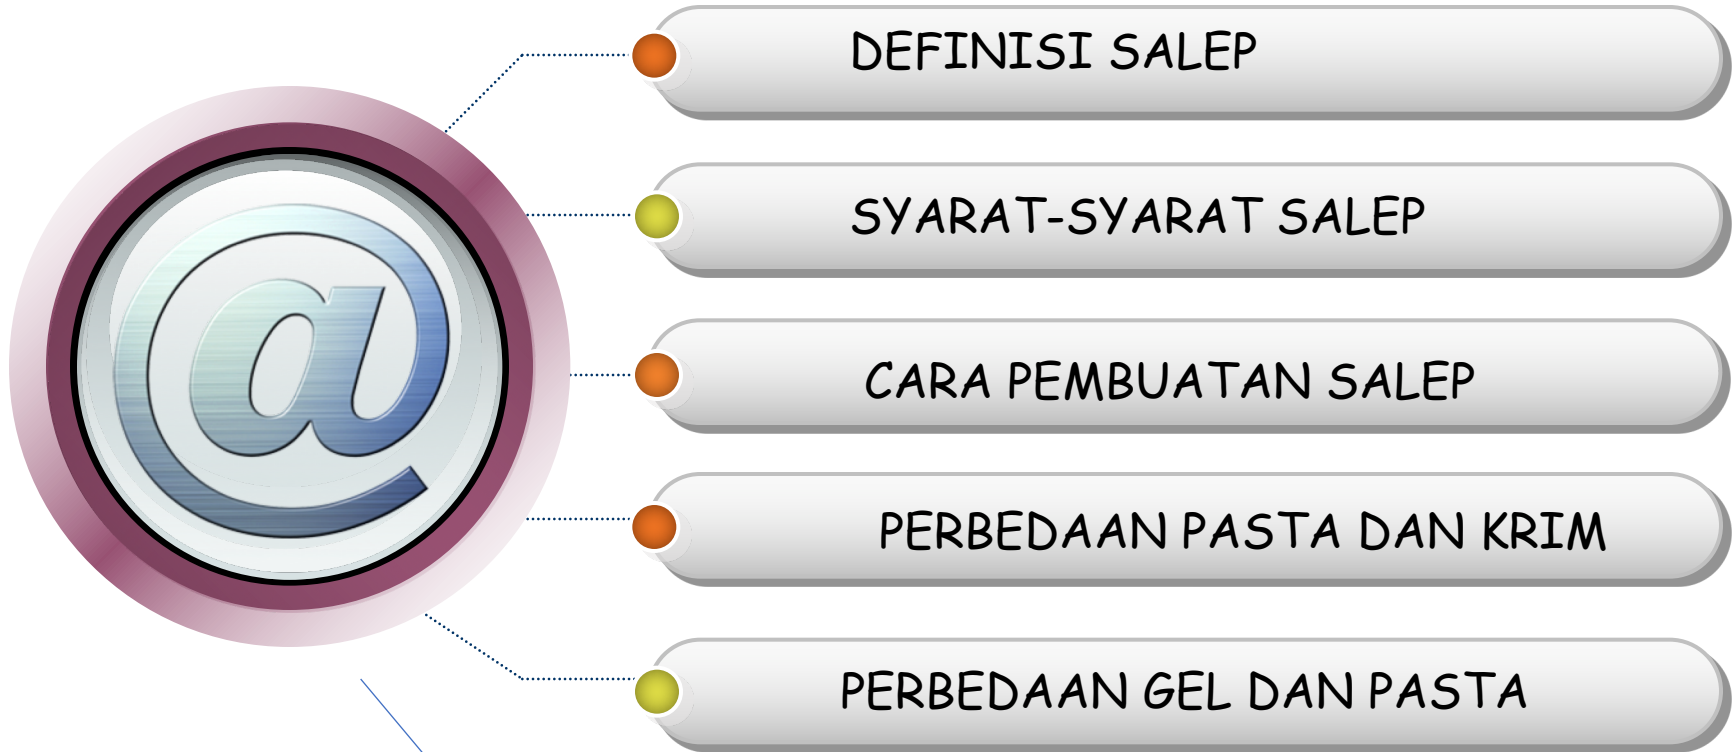 @
DEFINISI SALEP
SYARAT-SYARAT SALEP
CARA PEMBUATAN SALEP
PERBEDAAN PASTA DAN KRIM
PERBEDAAN GEL DAN PASTA